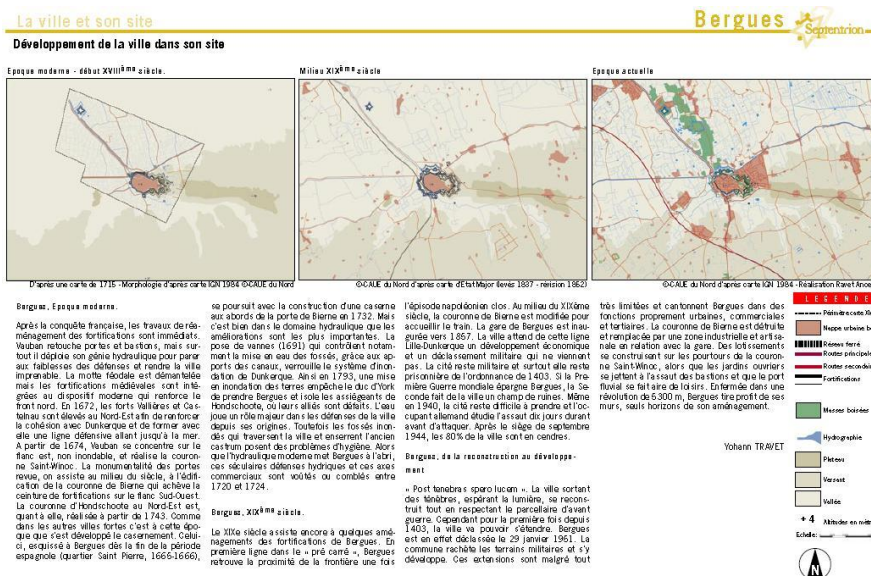 La ville et son site
Bergues
Septentrion
Développement de la ville dans son site
Epoque moderne - début XVIIIème siècle.
Milieu XIXème siècle
Epoque actuelle
D'après une carte de 1715 - Morphologie d'après carte IGN 1984 ©CAUE du Nord
©CAUE du Nord d'après carte d'Etat Major (levés 1837 - révision 1862)
©CAUE du Nord d'après carte IGN 1984 - Réalisation Ravet Ance
Bergues, Epoque moderne.
Après la conquête française, les travaux de réa-
ménagement des fortifications sont immédiats.
Vauban retouche portes et bastions, mais sur-
tout il déploie son génie hydraulique pour parer
aux faiblesses des défenses et rendre la ville
imprenable. La motte féodale est démantelée
mais les fortifications médiévales sont inté-
grées au dispositif moderne qui renforce le
front nord. En 1672, les forts Vallières et Cas-
telnau sont élevés au Nord-Est afin de renforcer
la cohésion avec Dunkerque et de former avec
elle une ligne défensive allant jusqu'à la mer.
A partir de 1674, Vauban se concentre sur le
flanc est, non inondable, et réalise la couron-
ne Saint-Winoc. La monumentalité des portes
revue, on assiste au milieu du siècle, à l'édifi-
cation de la couronne de Bierne qui achève la
ceinture de fortifications sur le flanc Sud-Ouest.
La couronne d'Hondschoote au Nord-Est est,
quant à elle, réalisée à partir de 1743. Comme
dans les autres villes fortes c'est à cette épo-
que que s'est développé le casernement. Celui-
ci, esquissé à Bergues dès la fin de la période
espagnole (quartier Saint Pierre, 1666-1666),
se poursuit avec la construction d'une caserne
aux abords de la porte de Bierne en 1732. Mais
c'est bien dans le domaine hydraulique que les
améliorations sont les plus importantes. La
pose de vannes (1691) qui contrôlent notam-
ment la mise en eau des fossés, grâce aux ap-
ports des canaux, verrouille le système d'inon-
dation de Dunkerque. Ainsi en 1793, une mise
en inondation des terres empêche le duc d'York
de prendre Bergues et isole les assiégeants de
Hondschoote, où leurs alliés sont défaits. L'eau
joue un rôle majeur dans les défenses de la ville
depuis ses origines. Toutefois les fossés inon-
dés qui traversent la ville et enserrent l'ancien
castrum posent des problèmes d'hygiène. Alors
que l'hydraulique moderne met Bergues à l'abri,
ces séculaires défenses hydriques et ces axes
commerciaux sont voûtés ou comblés entre
1720 et 1724.
Bergues, XIXème siècle.
Le XIXe siècle assiste encore à quelques amé-
nagements des fortifications de Bergues. En
première ligne dans le « pré carré », Bergues
retrouve la proximité de la frontière une fois
l'épisode napoléonien clos. Au milieu du XIXème
siècle, la couronne de Bierne est modifiée pour
accueillir le train. La gare de Bergues est inau-
gurée vers 1867. La ville attend de cette ligne
Lille-Dunkerque un développement économique
et un déclassement militaire qui ne viennent
pas. La cité reste militaire et surtout elle reste
prisonnière de l'ordonnance de 1403. Si la Pre-
mière Guerre mondiale épargne Bergues, la Se-
conde fait de la ville un champ de ruines. Même
en 1940, la cité reste difficile à prendre et l'oc-
cupant allemand étudie l'assaut dix jours durant
avant d'attaquer. Après le siège de septembre
1944, les 80% de la ville sont en cendres.
Bergues, de la reconstruction au développe-
ment
« Post tenebras spero lucem ». La ville sortant
des ténèbres, espérant la lumière, se recons-
truit tout en respectant le parcellaire d'avant
guerre. Cependant pour la première fois depuis
1403, la ville va pouvoir s'étendre. Bergues
est en effet déclassée le 29 janvier 1961. La
commune rachète les terrains militaires et s'y
développe. Ces extensions sont malgré tout
très limitées et cantonnent Bergues dans des
fonctions proprement urbaines, commerciales
et tertiaires. La couronne de Bierne est détruite
et remplacée par une zone industrielle et artisa-
nale en relation avec la gare. Des lotissements
se construisent sur les pourtours de la couron-
ne Saint-Winoc, alors que les jardins ouvriers
se jettent à l'assaut des bastions et que le port
fluvial se fait aire de loisirs. Enfermée dans une
révolution de 6300 m, Bergues tire profit de ses
murs, seuls horizons de son aménagement.
Yohann TRAVET
LEGENDE
Périmètre carte XV
Nappe urbaine b
Réseau ferré
Routes principale
Routes secondai
Fortifications
Masses boisées
Hydrographie
Plateau
Versant
Vallée
+ 4 Altitudes en mètr
Echelle:
N